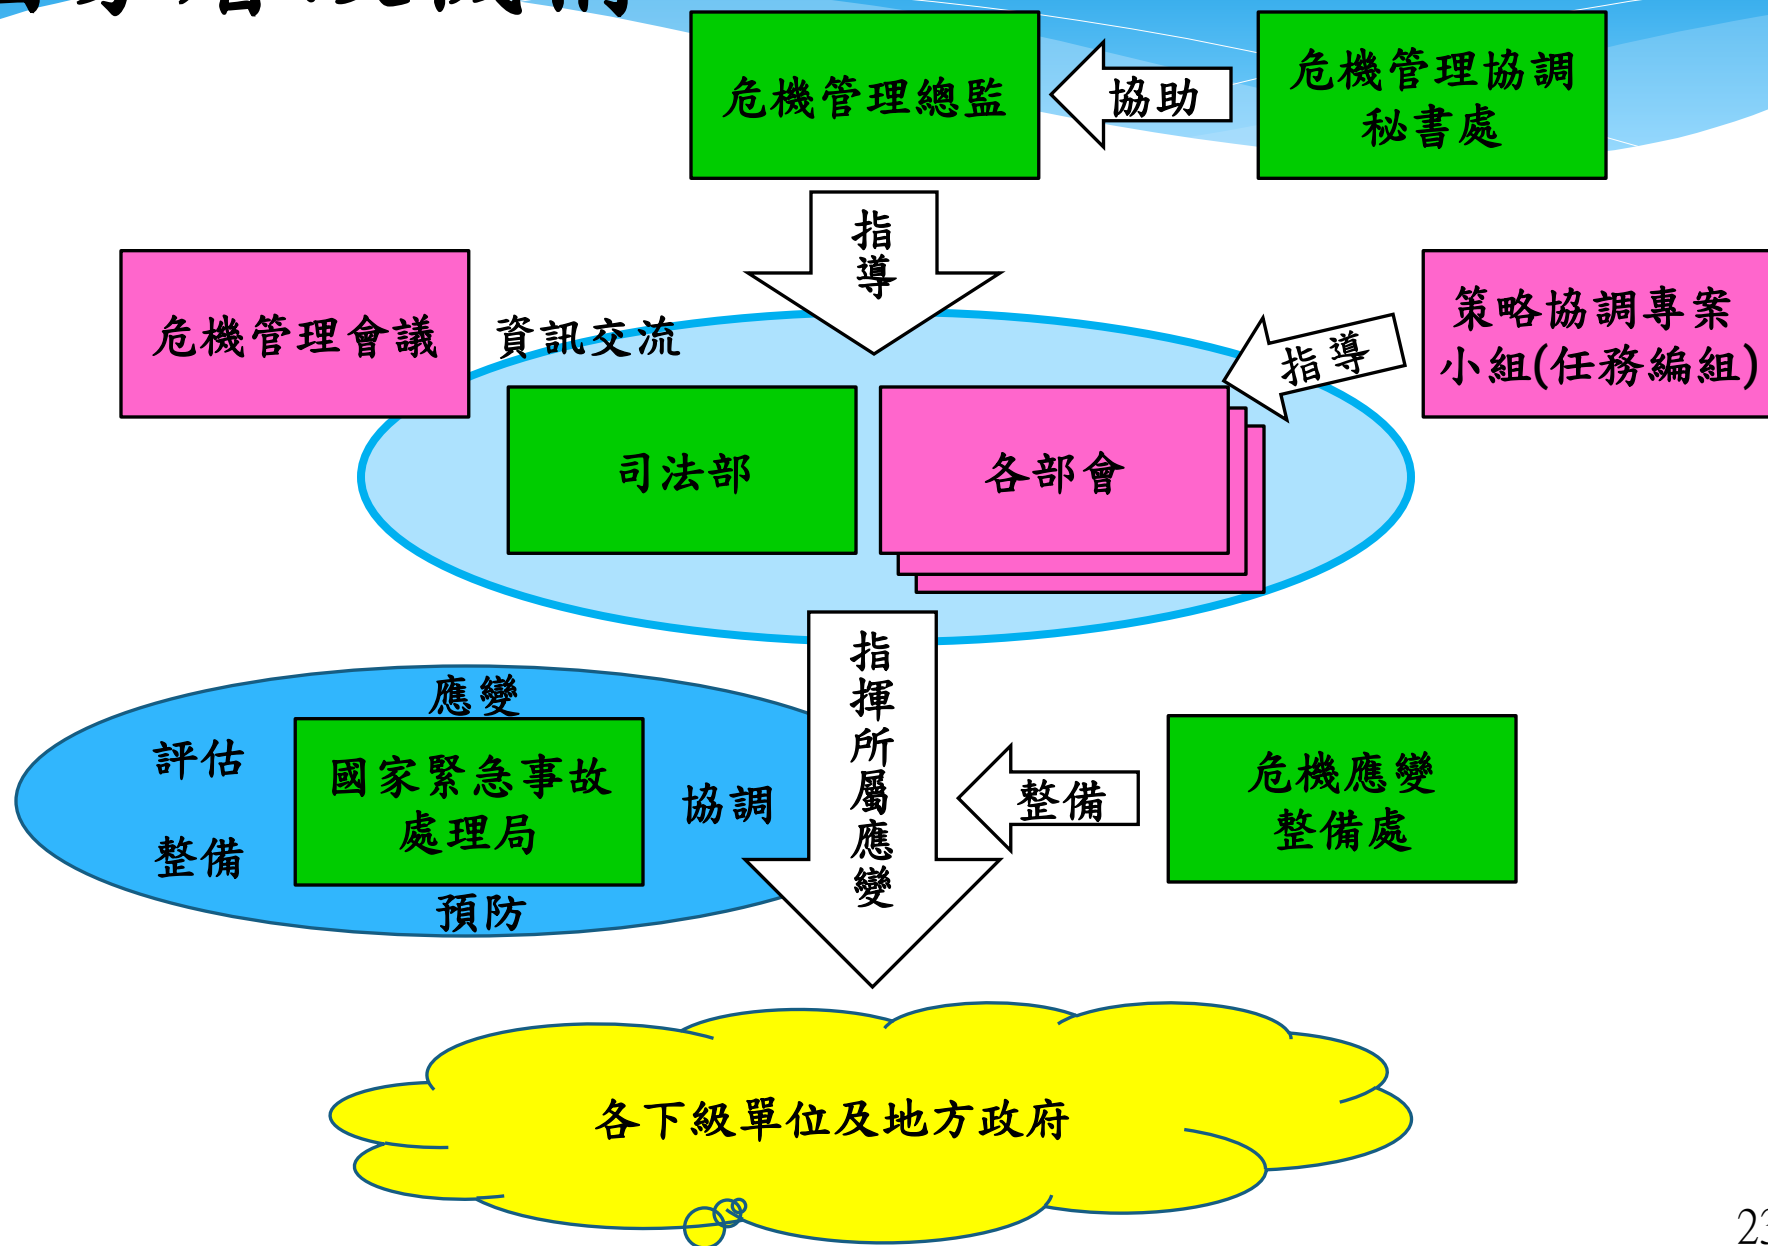 危機管理總監
協助
危機管理協調
秘書處
指導
危機管理會議
資訊交流
指導
策略協調專案
小組(任務編組)
司法部
各部會
應變
評估
國家緊急事故
處理局
協調
整備
預防
指揮所屬應變
整備
危機應變
整備處
各下級單位及地方政府
23